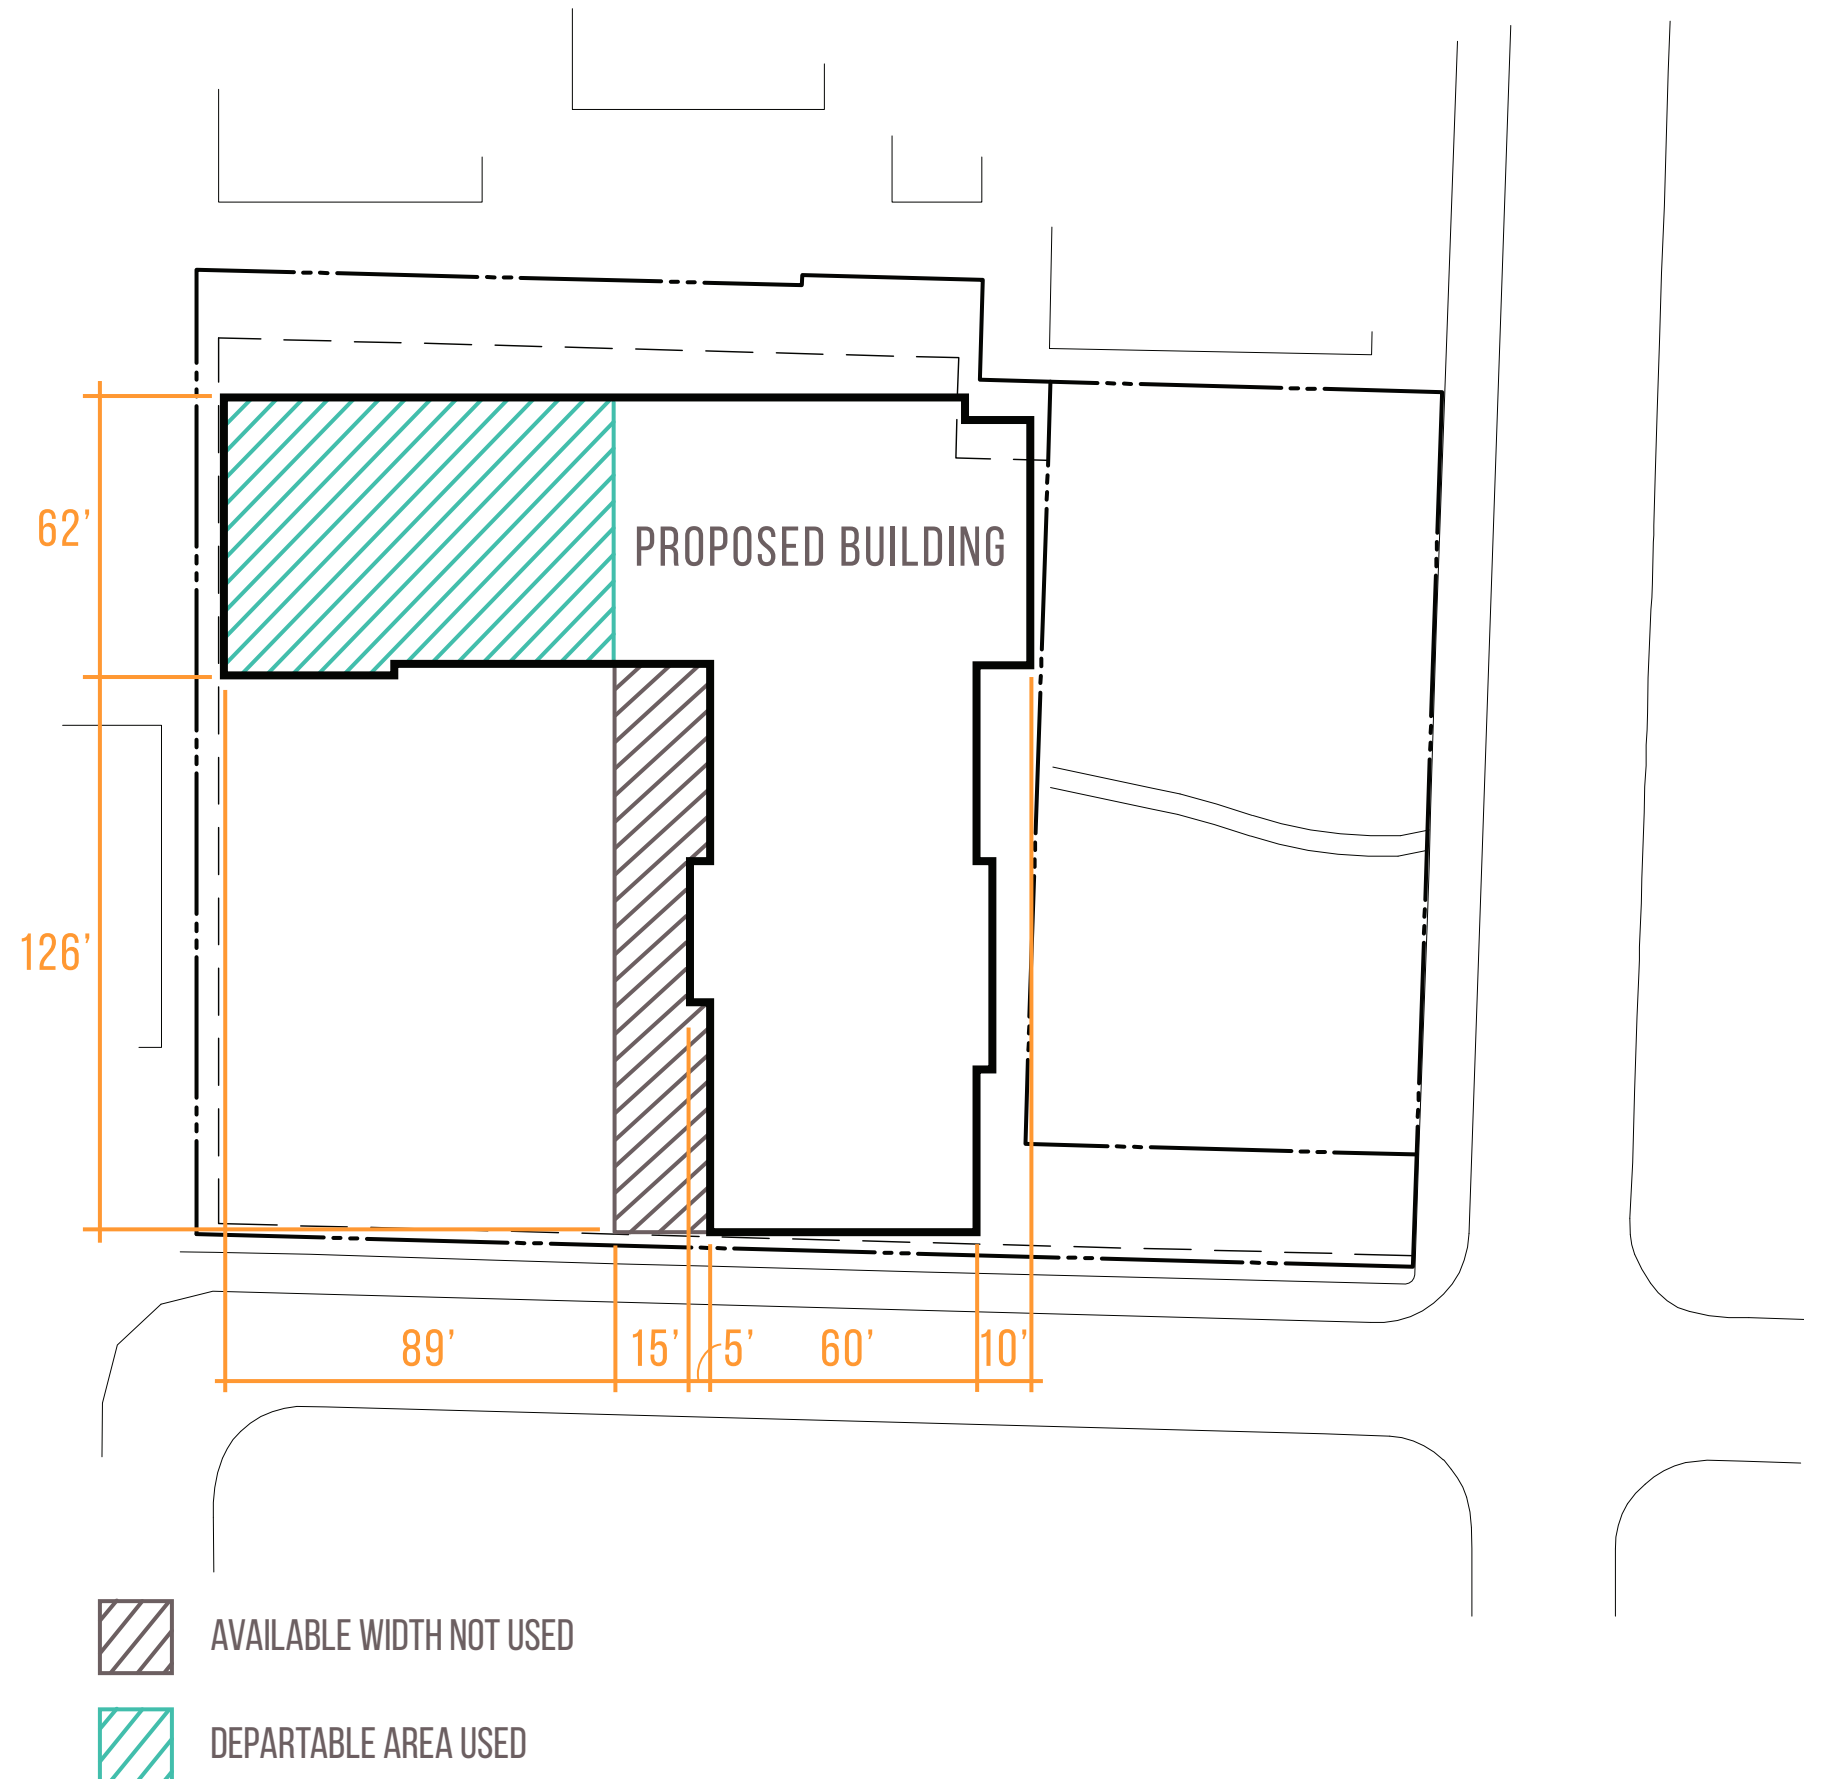 62’
PROPOSED BUILDING
126’
89’
15’
5’
60’
10’
AVAILABLE WIDTH NOT USED
DEPARTABLE AREA USED